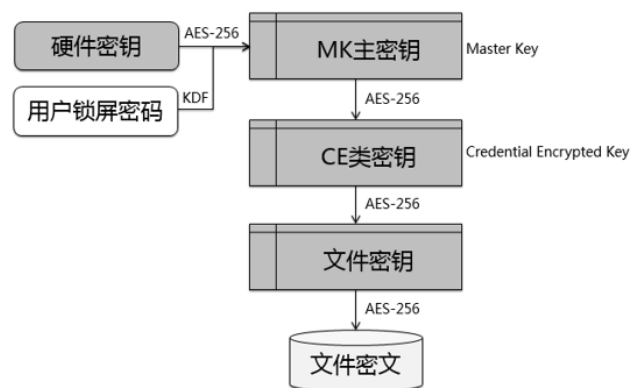 硬件密钥
AES-256
MK主密钥
Master Key
用户锁屏密码
KDF
AES-256
CE类密钥
Credential Encrypted Key
AES-256
文件密钥
AES-256
文件密文